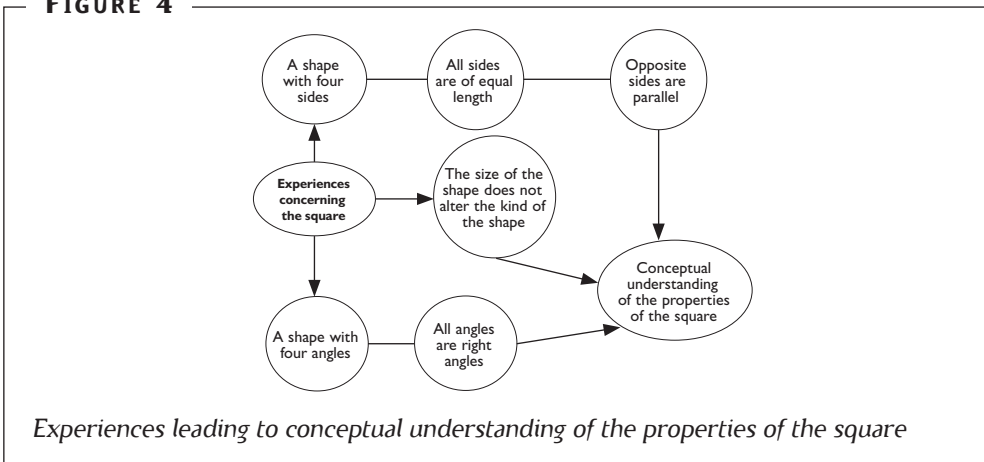 FIGURE 4
A shape
with four
sides
All sides
are of equal
length
Opposite
sides are
parallel
Experiences
concerning
the square
The size of the
shape does not
alter the kind of
the shape
Conceptual
understanding
of the properties
of the square
A shape with
four angles
All angles
are right
angles
Experiences leading to conceptual understanding of the properties of the square